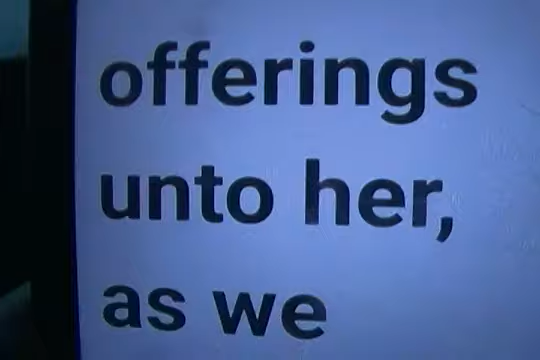 offerings
unto her,
as we